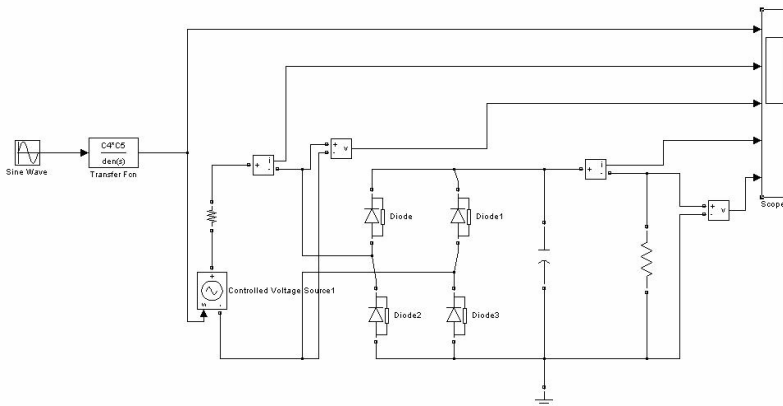 Sine Wave
C4*C5
den(s)
Transfer Fcn
+
i
-
+
-
v
+
s
-
Controlled Voltage Source1
Diode
Diode1
Diode2
Diode3
+
i
-
+
-
v
Scope